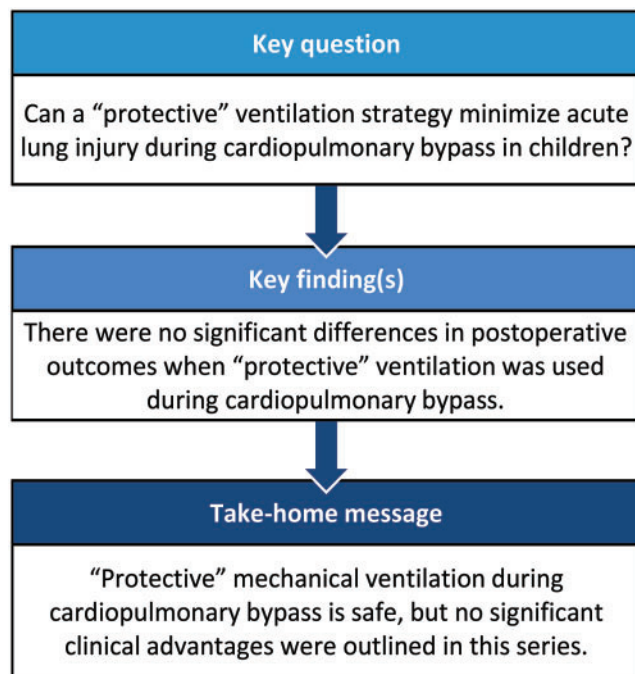 Key question
Can a “protective” ventilation strategy minimize acute
lung injury during cardiopulmonary bypass in children?
Key finding(s)
There were no significant differences in postoperative
outcomes when “protective” ventilation was used
during cardiopulmonary bypass.
Take-home message
“Protective” mechanical ventilation during
cardiopulmonary bypass is safe, but no significant
clinical advantages were outlined in this series.